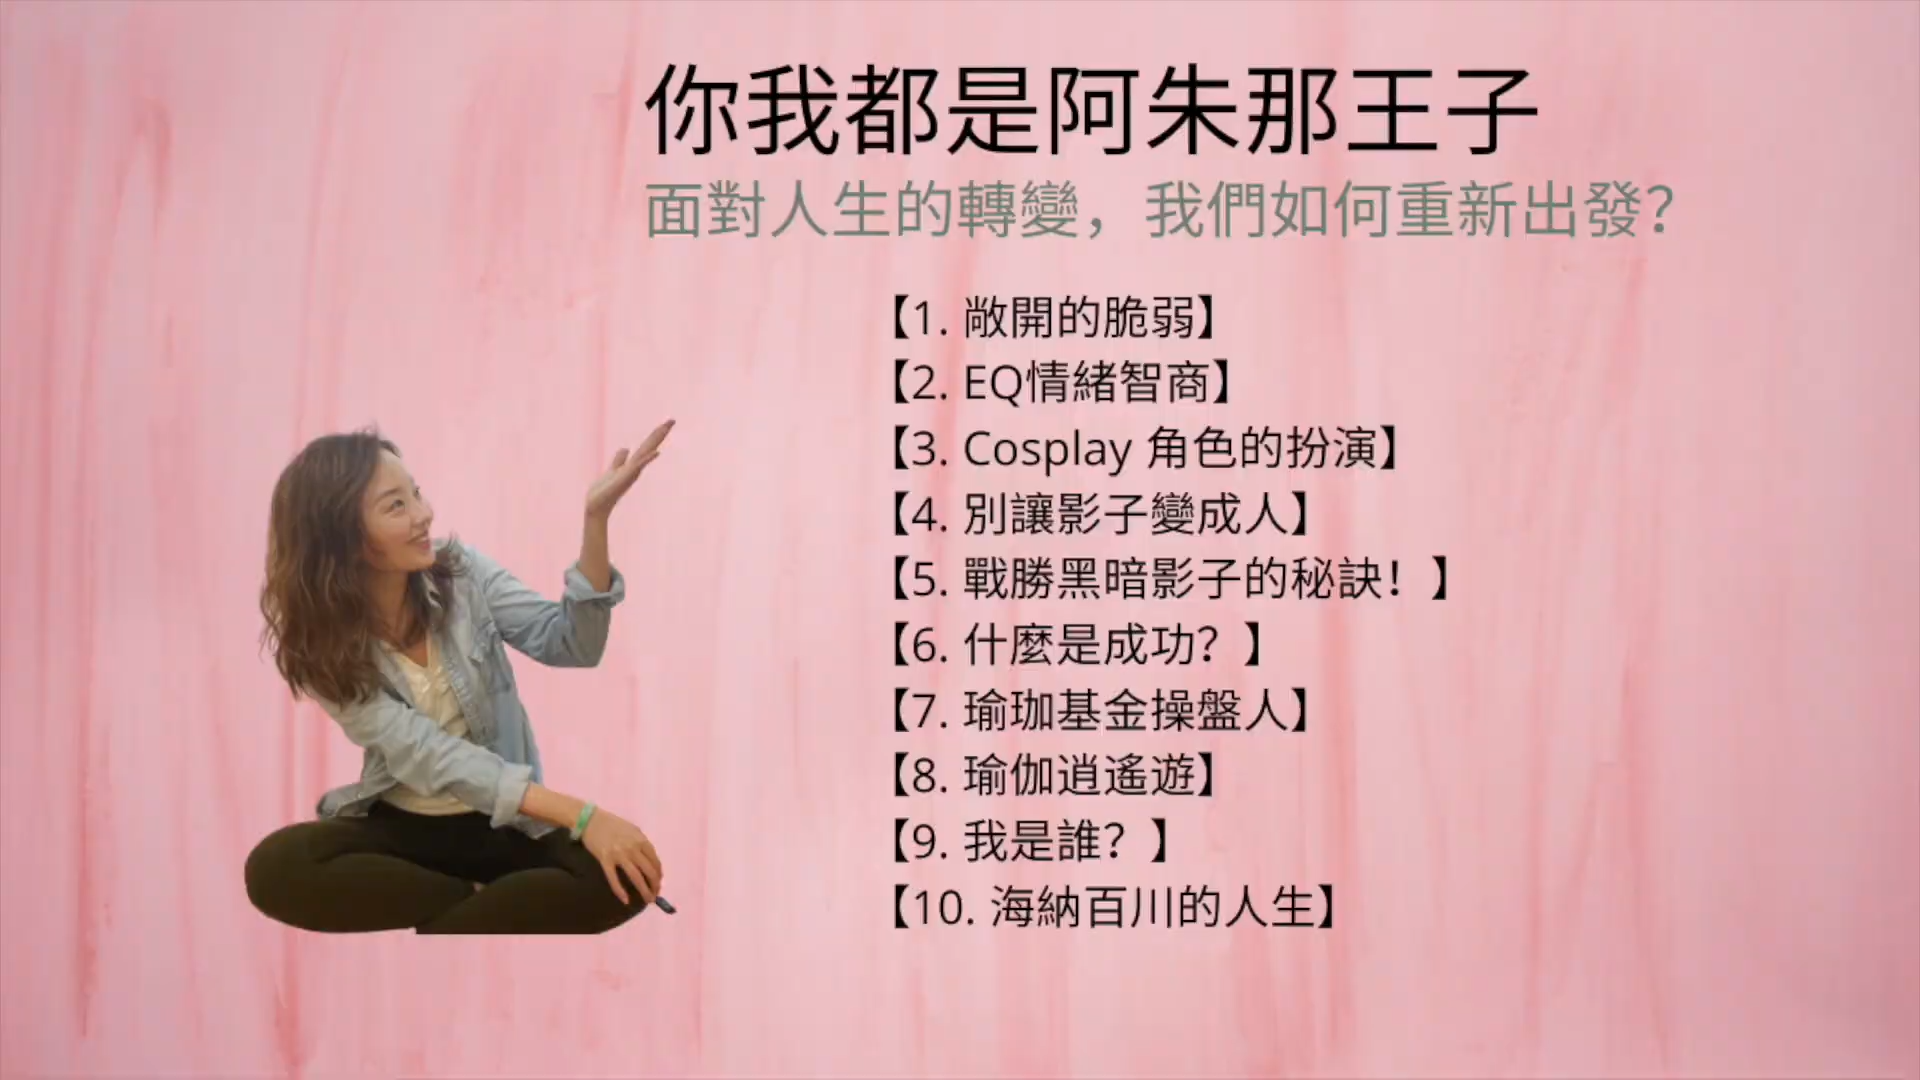 你我都是阿朱那王子
面對人生的轉變，我們如何重新出發？
【1. 敞開的脆弱】
【2. EQ情緒智商】
【3. Cosplay 角色的扮演】
【4. 別讓影子變成人】
【5. 戰勝黑暗影子的秘訣！】
【6. 什麼是成功？】
【7. 瑜珈基金操盤人】
【8. 瑜伽逍遙遊】
【9. 我是誰？】
【10. 海納百川的人生】